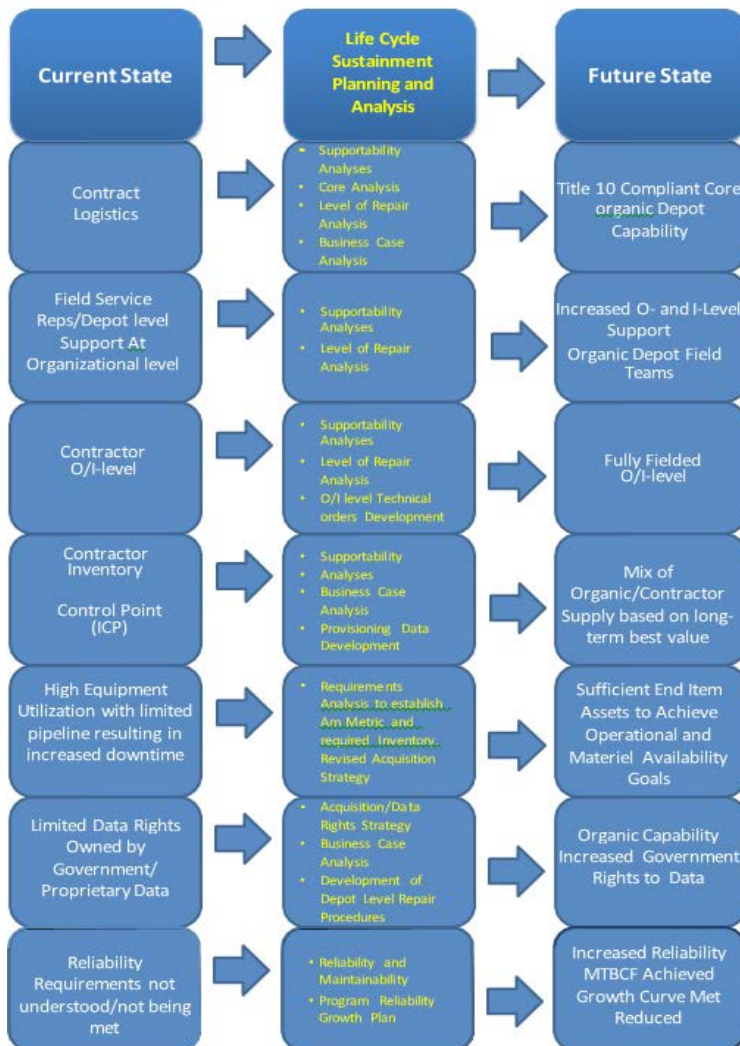 Current State
Life Cycle
Sustainment
Planning and
Analysis
Future State
Contract
Logistics
• Supportability
Analyses
• Core Analysis
• Level of Repair
Analysis
• Business Case
Analysis
Title 10 Compliant Core
organic Depot
Capability
Field Service
Reps/Depot level
Support At
Organizational level
• Supportability
Analyses
• Level of Repair
Analysis
Increased O- and I-Level
Support
Organic Depot Field
Teams
Contractor
O/I-level
• Supportability
Analyses
• Level of Repair
Analysis
• O/I level Technical
orders Development
Fully Fielded
O/I-level
Contractor
Inventory
Control Point
(ICP)
• Supportability
• Analyses
• Business Case
Analysis
• Provisioning Data
Development
Mix of
Organic/Contractor
Supply based on long-
term best value
High Equipment
Utilization with limited
pipeline resulting in
increased downtime
• Requirements
Analysis to establish
Am Metric and
required Inventory.
Revised Acquisition
Strategy
Sufficient End Item
Assets to Achieve
Operational and
Materiel Availability
Goals
Limited Data Rights
Owned by
Government/
Proprietary Data
• Acquisition/Data
Rights Strategy
• Business Case
Analysis
• Development of
Depot Level Repair
Procedures
Organic Capability
Increased Government
Rights to Data
Reliability
Requirements not
understood/not being
met
• Reliability and
Maintainability
• Program Reliability
Growth Plan
Increased Reliability
MTBCF Achieved
Growth Curve Met
Reduced